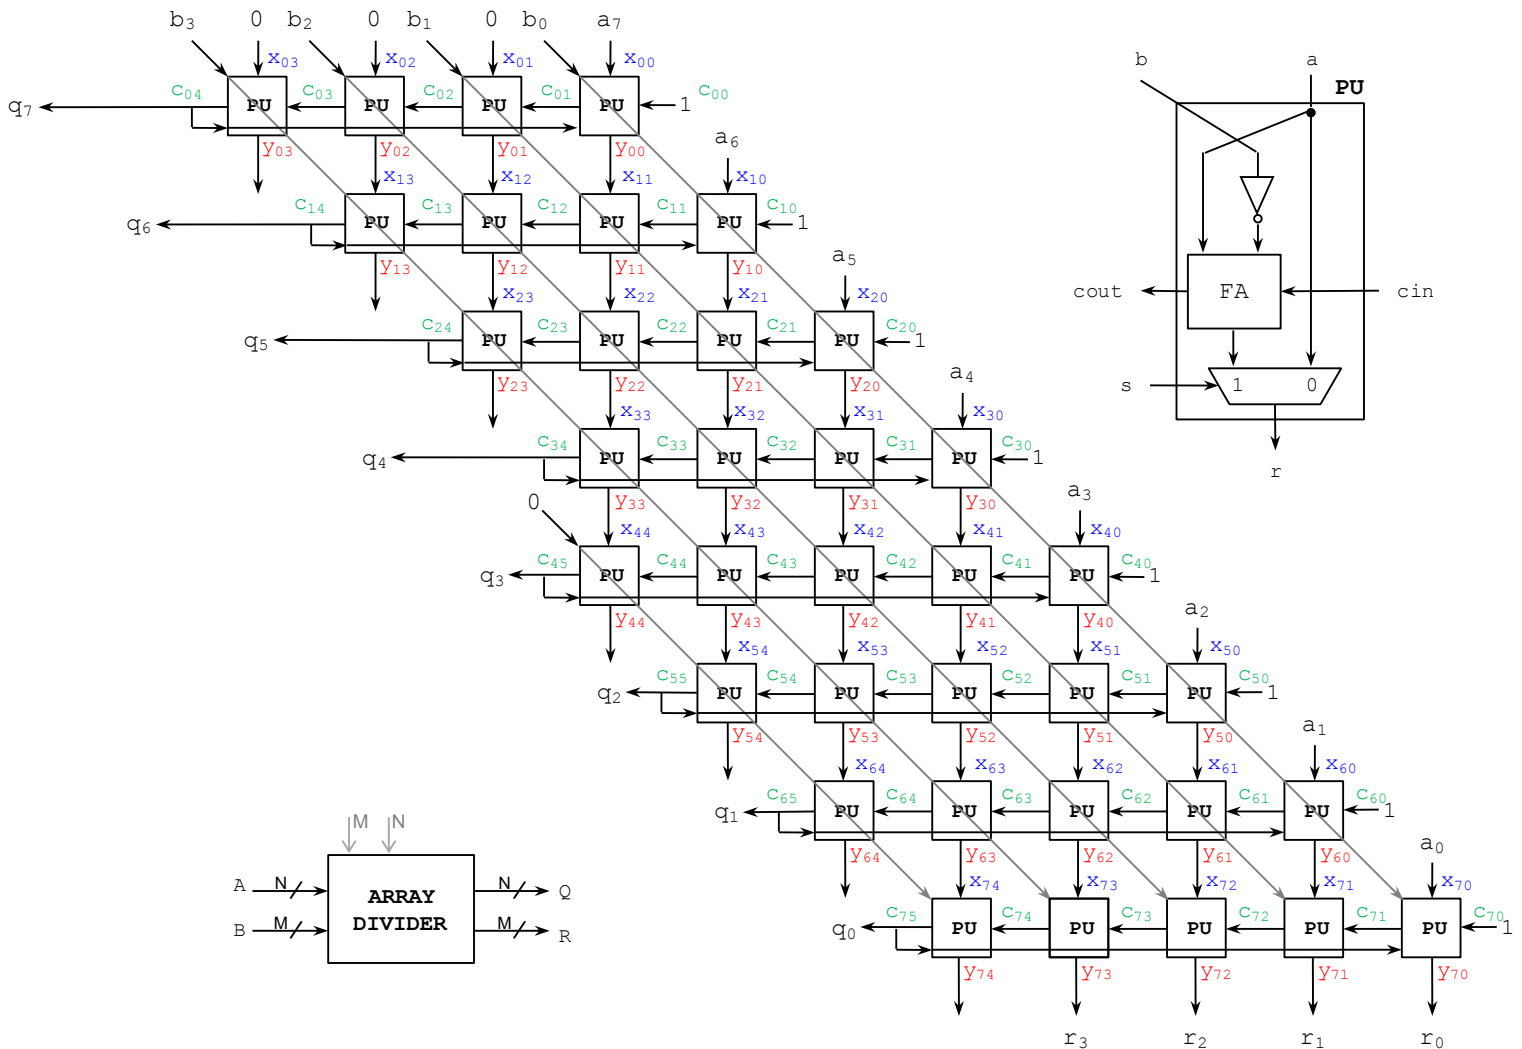 b3 0 b2 0 b1 0 b0 a7
x03 x02 x01 x00
b a
PU
q7 c04 PU c03 PU c02 PU c01 PU 1 c00
y03 y02 y01 y00
a6
x13 x12 x11 x10
q6 c14 PU c13 PU c12 PU c11 PU c10 1
y13 y12 y11 y10
a5
x23 x22 x21 x20
cout FA cin
q5 c24 PU c23 PU c22 PU c21 PU c20 1
y23 y22 y21 y20
a4
s 1 0
x33 x32 x31 x30
q4 c34 PU c33 PU c32 PU c31 PU c30 1
r
y33 y32 y31 y30
0 a3
x44 x43 x42 x41 x40
q3 c45 PU c44 PU c43 PU c42 PU c41 PU c40 1
y44 y43 y42 y41 y40
a2
x54 x53 x52 x51 x50
q2 c55 PU c54 PU c53 PU c52 PU c51 PU c50 1
y54 y53 y52 y51 y50
a1
x64 x63 x62 x61 x60
q1 c65 PU c64 PU c63 PU c62 PU c61 PU c60 1
y64 y63 y62 y61 y60
a0
x74 x73 x72 x71 x70
q0 c75 PU c74 PU c73 PU c72 PU c71 PU c70 1
y74 y73 y72 y71 y70
r3 r2 r1 r0
M N
A N ARRAY N Q
B M DIVIDER M R